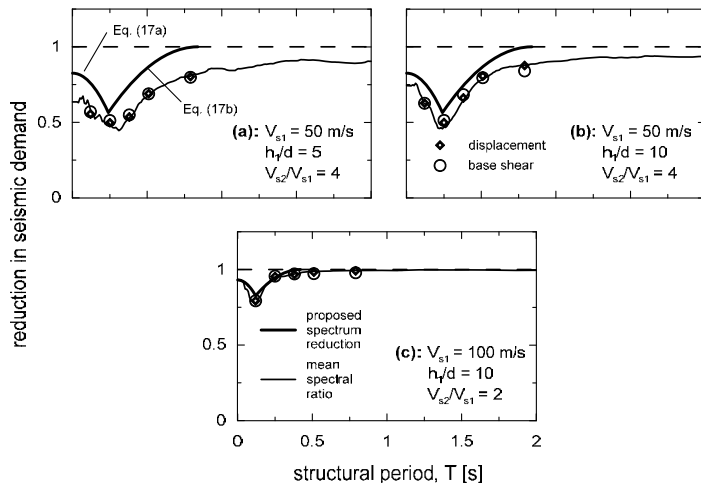 reduction in seismic demand
1
0.5
0
Eq. (17a)
Eq. (17b)
(a): Vs1 = 50 m/s
h1/d = 5
Vs2/Vs1 = 4
(b): Vs1 = 50 m/s
h1/d = 10
Vs2/Vs1 = 4
displacement
base shear
1
0.5
0
proposed
spectrum
reduction
mean
spectral
ratio
(c): Vs1 = 100 m/s
h1/d = 10
Vs2/Vs1 = 2
0 0.5 1 1.5 2
structural period, T [s]